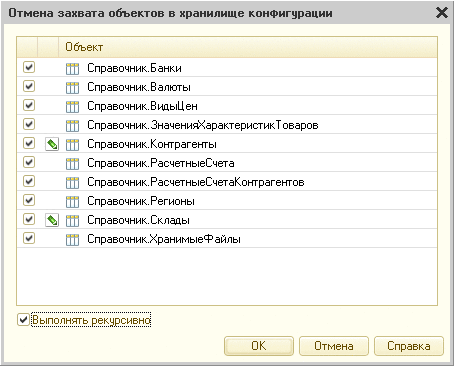 Отмена захвата объектов в хранилище конфигурации
Объект
Справочник.Банки
Справочник.Валюты
Справочник.ВидыЦен
Справочник.ЗначенияХарактеристикТоваров
Справочник.Контрагенты
Справочник.РасчетныеСчета
Справочник.РасчетныеСчетаКонтрагентов
Справочник.Регионы
Справочник.Склады
Справочник.ХранимыеФайлы
Выполнять рекурсивно
OK Отмена Справка